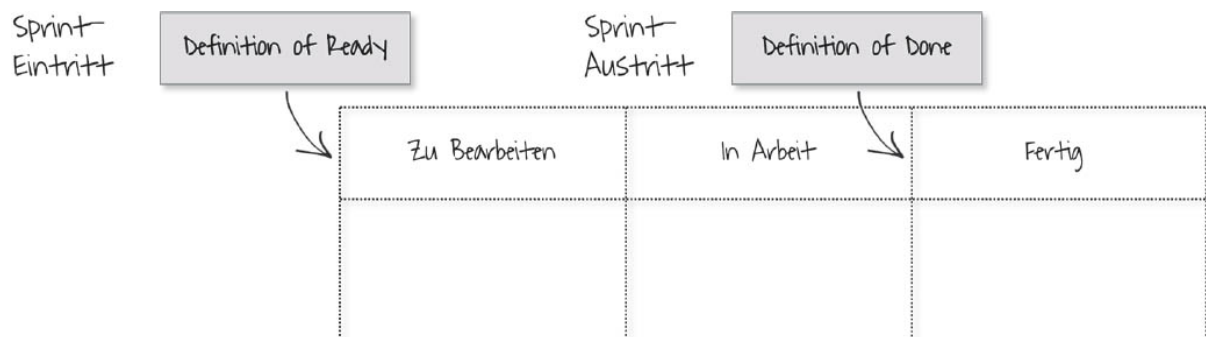 Sprint
Eintritt
Definition of Ready
Sprint
Austritt
Definition of Done
Zu Bearbeiten
In Arbeit
Fertig